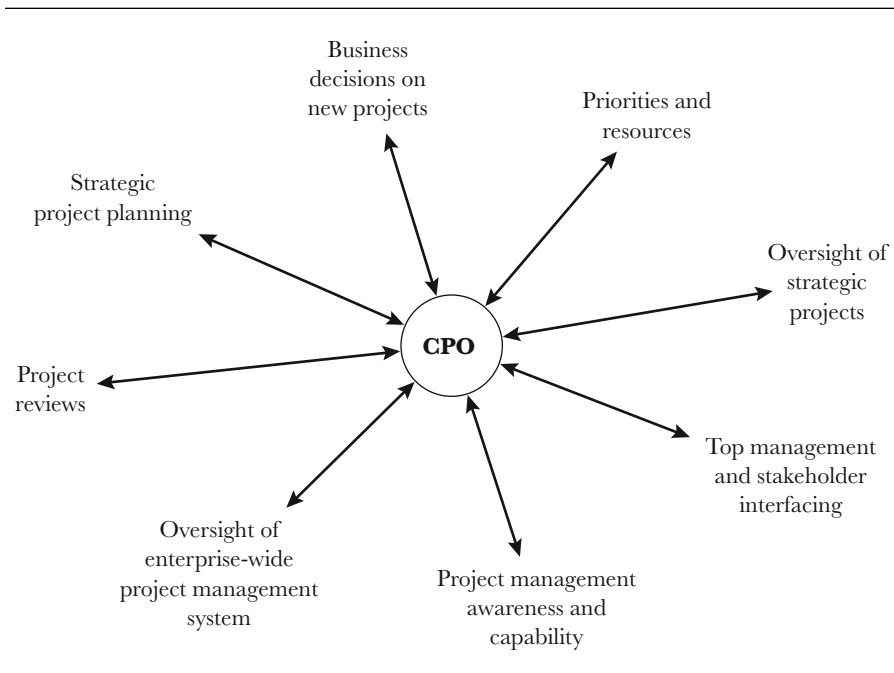 Business
decisions on
new projects
Priorities and
resources
Strategic
project planning
Oversight of
strategic
projects
CPO
Project
reviews
Top management
and stakeholder
interfacing
Oversight of
enterprise-wide
project management
system
Project management
awareness and
capability